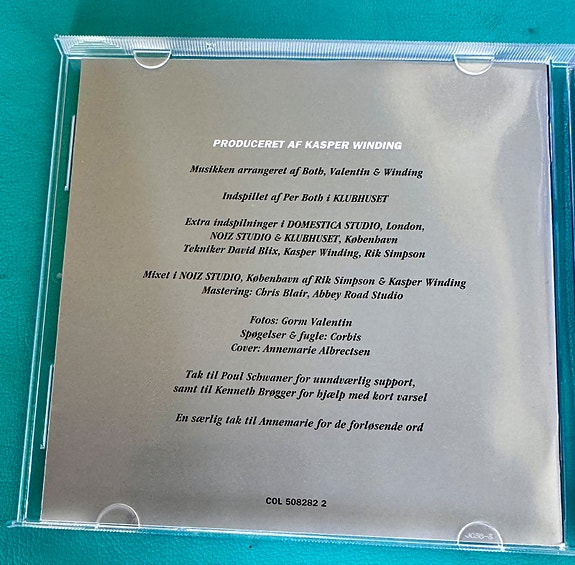 PRODUCERET AF KASPER WINDING
Musikken arrangeret af Both, Valentin & Winding
Indspillet af Per Both i KLUBHUSET
Extra indspilninger i DOMESTICA STUDIO, London,
NOIZ STUDIO & KLUBHUSET, København
Tekniker David Blix, Kasper Winding, Rik Simpson
Mixet i NOIZ STUDIO, København af Rik Simpson & Kasper Winding
Mastering: Chris Blair, Abbey Road Studio
Fotos: Gorm Valentin
Spøgelser & fugle: Corbis
Cover: Annemarie Albrectsen
Tak til Poul Schwaner for uundværlig support,
samt til Kenneth Brøgger for hjælp med kort varsel
En særlig tak til Annemarie for de forløsende ord
COL 508282 2